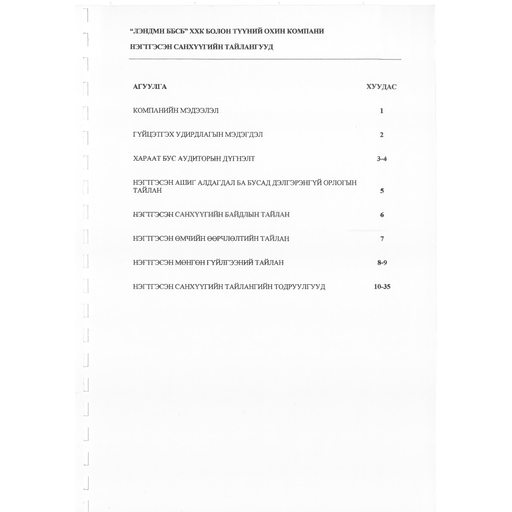 "ЛЭНДМН ББСБ" ХХК БОЛОН ТҮҮНИЙ ОХИН КОМПАНИ
НЭГТГЭСЭН САНХҮҮГИЙН ТАЙЛАНГУУД
АГУУЛГА ХУУДАС
КОМПАНИЙН МЭДЭЭЛЭЛ 1
ГҮЙЦЭТГЭХ УДИРДЛАГЫН МЭДЭГДЭЛ 2
ХАРААТ БУС АУДИТОРЫН ДҮГНЭЛТ 3-4
НЭГТГЭСЭН АШИГ АЛДАГДАЛ БА БУСАД ДЭЛГЭРЭНГҮЙ ОРЛОГЫН
ТАЙЛАН 5
НЭГТГЭСЭН САНХҮҮГИЙН БАЙДЛЫН ТАЙЛАН 6
НЭГТГЭСЭН ӨМЧИЙН ӨӨРЧЛӨЛТИЙН ТАЙЛАН 7
НЭГТГЭСЭН МӨНГӨН ГҮЙЛГЭЭНИЙ ТАЙЛАН 8-9
НЭГТГЭСЭН САНХҮҮГИЙН ТАЙЛАНГИЙН ТОДРУУЛГУУД 10-35